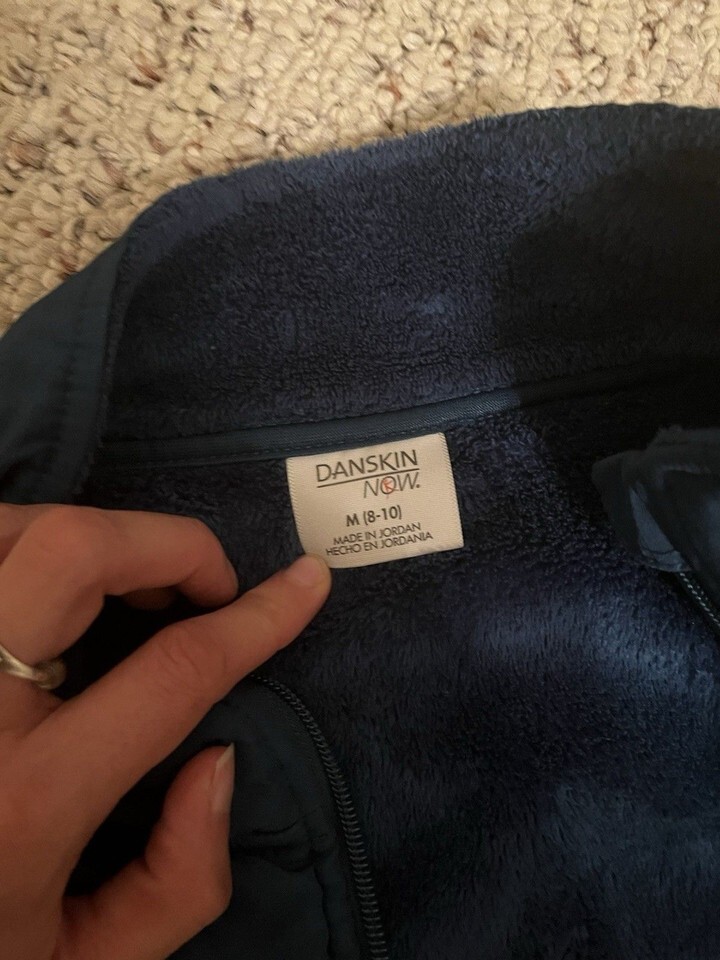 DANSKIN
NOW.
M (8-10)
MADE IN JORDAN
HECHO EN JORDANIA